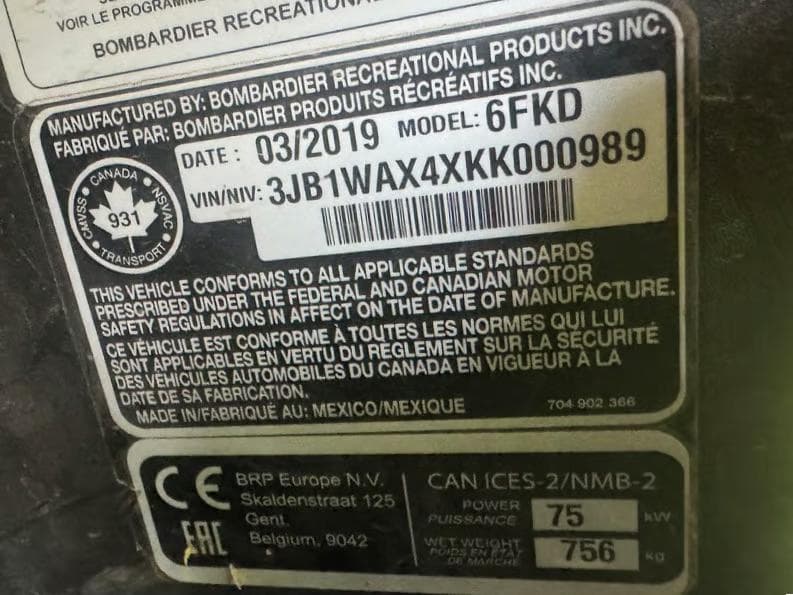 VOIR LE PROGRAMME
BOMBARDIER RECREATIONAL
MANUFACTURED BY: BOMBARDIER RECREATIONAL PRODUCTS INC.
FABRIQUÉ PAR: BOMBARDIER PRODUITS RÉCRÉATIFS INC.
DATE : 03/2019 MODEL: 6FKD
VIN/NIV: 3JB1WAX4XKK000989
CANADA
CMVSS 931 NSVAC
TRANSPORT
THIS VEHICLE CONFORMS TO ALL APPLICABLE STANDARDS
PRESCRIBED UNDER THE FEDERAL AND CANADIAN MOTOR
SAFETY REGULATIONS IN AFFECT ON THE DATE OF MANUFACTURE.
CE VÉHICULE EST CONFORME À TOUTES LES NORMES QUI LUI
SONT APPLICABLES EN VERTU DU RÈGLEMENT SUR LA SÉCURITÉ
DES VÉHICULES AUTOMOBILES DU CANADA EN VIGUEUR À LA
DATE DE SA FABRICATION.
MADE IN/FABRIQUÉ AU: MEXICO/MEXIQUE
704 902 366
CE
EAC
BRP Europe N.V.
Skaldenstraat 125
Gent
Belgium, 9042
CAN ICES-2/NMB-2
POWER
PUISSANCE 75 kW
WET WEIGHT
POIDS EN ÉTAT
DE MARCHE 756 kg